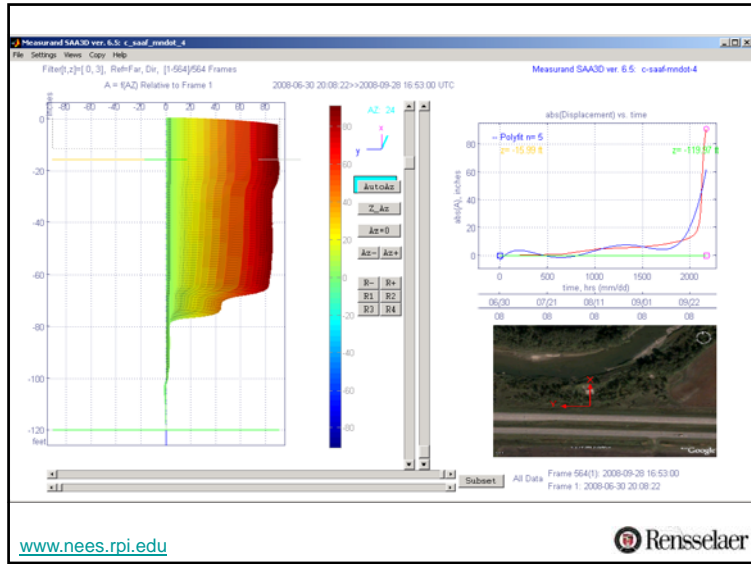 Measurand SAA3D ver. 6.5: c_saaf_mndot_4
File Settings Views Copy Help
Filter[t,z]=[ 0, 3], Ref=Far, Dir, [1-564]/564 Frames
Measurand SAA3D ver. 6.5: c-saaf-mndot-4
A = f(AZ) Relative to Frame 1
2008-06-30 20:08:22>>2008-09-28 16:53:00 UTC
inches
-80 -60 -40 -20 0 20 40 60 80
0
-20
-40
-60
-80
-100
-120
feet
80
60
40
20
0
-20
-40
-60
-80
AZ: 24
x
y
AutoAz
Z_Az
Az=0
Az- Az+
R- R+
R1 R2
R3 R4
abs(Displacement) vs. time
-- Polyfit n= 5
z= -15.99 ft
z= -119.97 ft
abs(A), inches
80
60
40
20
0
0 500 1000 1500 2000
time, hrs (mm/dd)
06/30 07/21 08/11 09/01 09/22
08 08 08 08 08
Google
Subset
All Data
Frame 564(1): 2008-09-28 16:53:00
Frame 1: 2008-06-30 20:08:22
www.nees.rpi.edu
Rensselaer